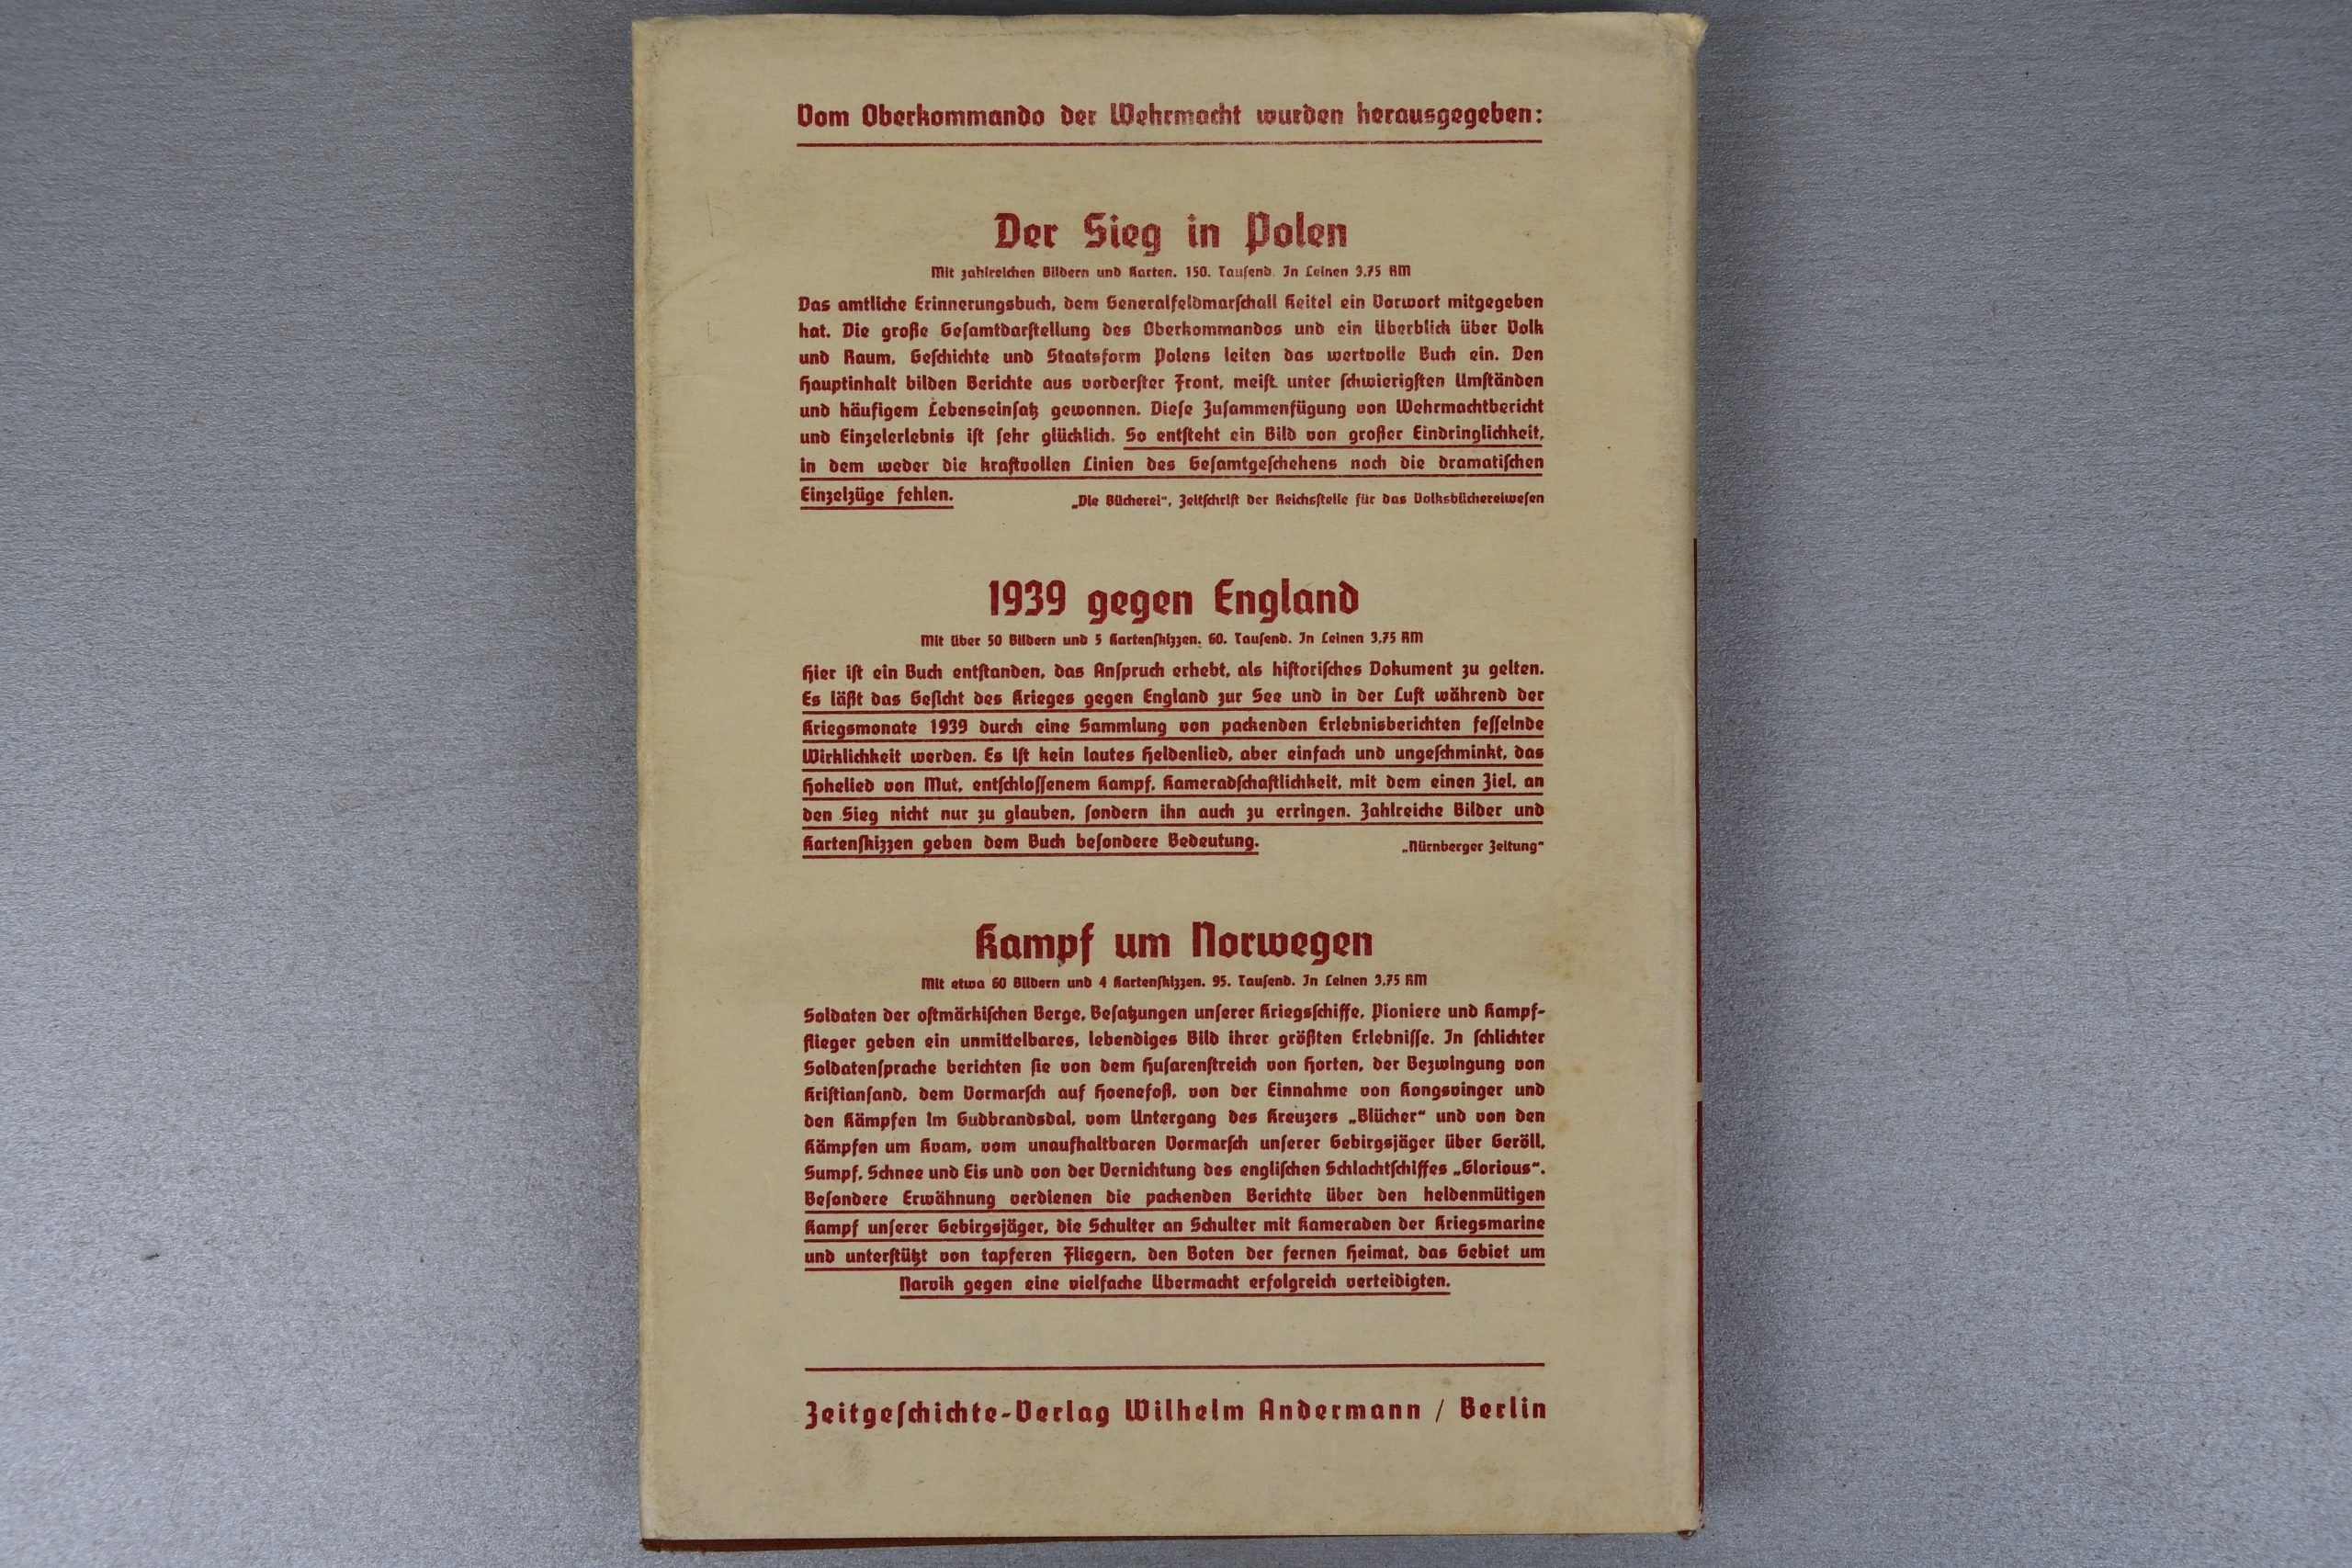 Vom Oberkommando der Wehrmacht wurden herausgegeben:
Der Sieg in Polen
Mit zahlreichen Bildern und Karten. 150. Tauſend. In Leinen 3,75 RM
Das amtliche Erinnerungsbuch, dem Generalfeldmarſchall Keitel ein Vorwort mitgegeben
hat. Die große Geſamtdarſtellung des Oberkommandos und ein Überblick über Volk
und Raum, Geſchichte und Staatsform Polens leiten das wertvolle Buch ein. Den
Hauptinhalt bilden Berichte aus vorderſter Front, meiſt unter ſchwierigſten Umſtänden
und häufigem Lebenseinſatz gewonnen. Dieſe Zuſammenfügung von Wehrmachtbericht
und Einzelerlebnis iſt ſehr glücklich. So entſteht ein Bild von großer Eindringlichkeit,
in dem weder die kraftvollen Linien des Geſamtgeſchehens noch die dramatiſchen
Einzelzüge fehlen. „Die Bücherei“, Zeitſchrift der Reichsſtelle für das Volksbüchereiweſen
1939 gegen England
Mit über 50 Bildern und 5 Kartenſkizzen. 60. Tauſend. In Leinen 3,75 RM
Hier iſt ein Buch entſtanden, das Anſpruch erhebt, als hiſtoriſches Dokument zu gelten.
Es läßt das Geſicht des Krieges gegen England zur See und in der Luft während der
Kriegsmonate 1939 durch eine Sammlung von packenden Erlebnisberichten feſſelnde
Wirklichkeit werden. Es iſt kein lautes Heldenlied, aber einfach und ungeſchminkt, das
Hohelied von Mut, entſchloſſenem Kampf, Kameradſchaftlichkeit, mit dem einen Ziel, an
den Sieg nicht nur zu glauben, ſondern ihn auch zu erringen. Zahlreiche Bilder und
Kartenſkizzen geben dem Buch beſondere Bedeutung. „Nürnberger Zeitung“
Kampf um Norwegen
Mit etwa 60 Bildern und 4 Kartenſkizzen. 95. Tauſend. In Leinen 3,75 RM
Soldaten der oſtmärkiſchen Berge, Beſatzungen unſerer Kriegsſchiffe, Pioniere und Kampf-
flieger geben ein unmittelbares, lebendiges Bild ihrer größten Erlebniſſe. In ſchlichter
Soldatenſprache berichten ſie von dem Huſarenſtreich von Horten, der Bezwingung von
Kriſtianſand, dem Vormarſch auf Hoenefoß, von der Einnahme von Kongsvinger und
den Kämpfen im Gudbrandsdal, vom Untergang des Kreuzers „Blücher“ und von den
Kämpfen um Kvam, vom unaufhaltbaren Vormarſch unſerer Gebirgsjäger über Geröll,
Sumpf, Schnee und Eis und von der Vernichtung des engliſchen Schlachtſchiffes „Glorious“.
Beſondere Erwähnung verdienen die packenden Berichte über den heldenmütigen
Kampf unſerer Gebirgsjäger, die Schulter an Schulter mit Kameraden der Kriegsmarine
und unterſtützt von tapferen Fliegern, den Boten der fernen Heimat, das Gebiet um
Narvik gegen eine vielfache Übermacht erfolgreich verteidigten.
Zeitgeſchichte-Verlag Wilhelm Andermann / Berlin